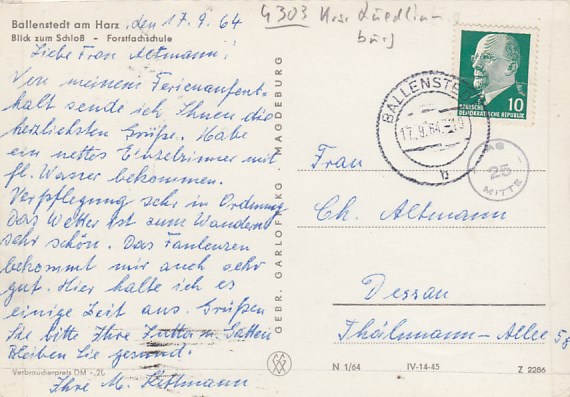 Ballenstedt am Harz, den 17.9.64
Blick zum Schloß - Forstfachschule
4303 Kreis Quedlin-
burg
Liebe Frau Altmann!
Von meinem Ferienaufent-
halt sende ich Ihnen die
herzlichsten Grüße. Habe
ein nettes Einzelzimmer mit
fl. Wasser bekommen.
Verpflegung sehr in Ordnung
Das Wetter ist zum Wandern
sehr schön. Das Faulenzen
bekommt mir auch sehr
gut. Hier halte ich es
einige Zeit aus. Grüßen
Sie bitte Ihre
Bleiben Sie gesund.
Ihre M.
Verbraucherpreis DM -,20
GEBR. GARLOFF KG · MAGDEBURG
10
DEUTSCHE
DEMOKRATISCHE REPUBLIK
BALLENSTEDT
17.9.64
b
AG
25
MITTE
Frau
Ch. Altmann
Dessau
Thälmann-Allee 58
N 1/64 IV-14-45 Z 2286